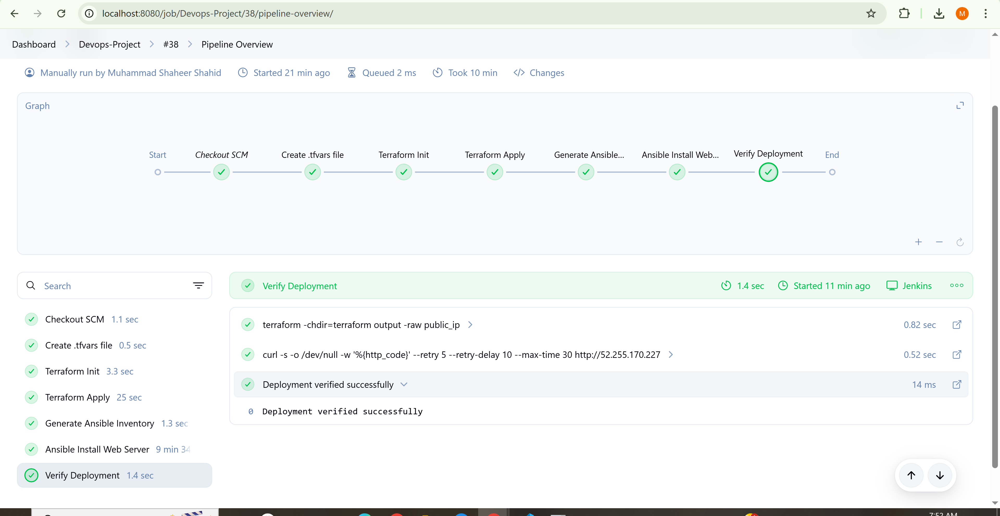 localhost:8080/job/Devops-Project/38/pipeline-overview/
M
Dashboard
Devops-Project
#38
Pipeline Overview
Manually run by Muhammad Shaheer Shahid
Started 21 min ago
Queued 2 ms
Took 10 min
Changes
Graph
Start
Checkout SCM
Create .tfvars file
Terraform Init
Terraform Apply
Generate Ansible...
Ansible Install Web...
Verify Deployment
End
Search
Checkout SCM 1.1 sec
Create .tfvars file 0.5 sec
Terraform Init 3.3 sec
Terraform Apply 25 sec
Generate Ansible Inventory 1.3 sec
Ansible Install Web Server 9 min 34
Verify Deployment 1.4 sec
Verify Deployment
1.4 sec
Started 11 min ago
Jenkins
terraform -chdir=terraform output -raw public_ip
0.82 sec
curl -s -o /dev/null -w '%{http_code}' --retry 5 --retry-delay 10 --max-time 30 http://52.255.170.227
0.52 sec
Deployment verified successfully
14 ms
0 Deployment verified successfully
7:52 AM